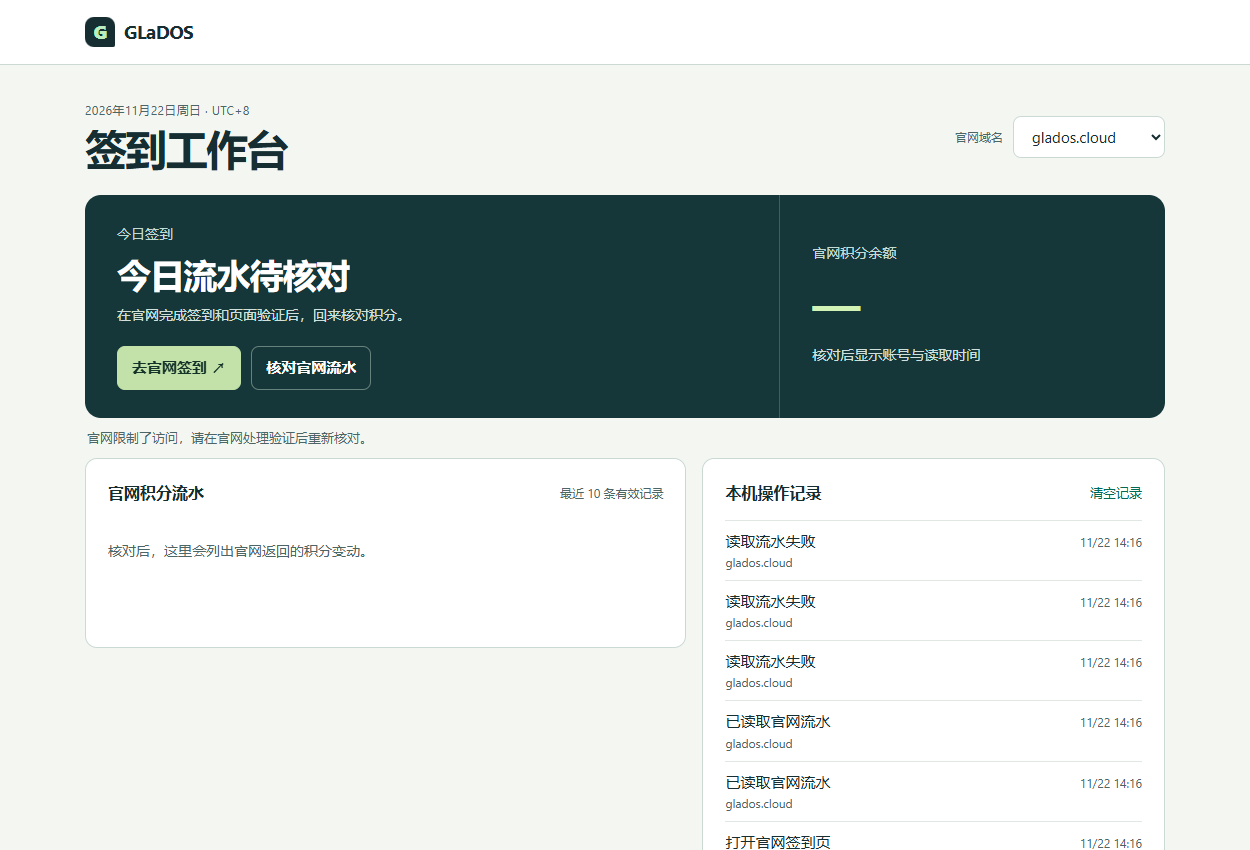 G GLaDOS
2026年11月22日周日 · UTC+8
签到工作台
官网域名
glados.cloud
今日签到
今日流水待核对
在官网完成签到和页面验证后，回来核对积分。
去官网签到 ↗
核对官网流水
官网积分余额
—
核对后显示账号与读取时间
官网限制了访问，请在官网处理验证后重新核对。
官网积分流水
最近 10 条有效记录
核对后，这里会列出官网返回的积分变动。
本机操作记录
清空记录
读取流水失败
11/22 14:16
glados.cloud
读取流水失败
11/22 14:16
glados.cloud
读取流水失败
11/22 14:16
glados.cloud
已读取官网流水
11/22 14:16
glados.cloud
已读取官网流水
11/22 14:16
glados.cloud
打开官网签到页
11/22 14:16